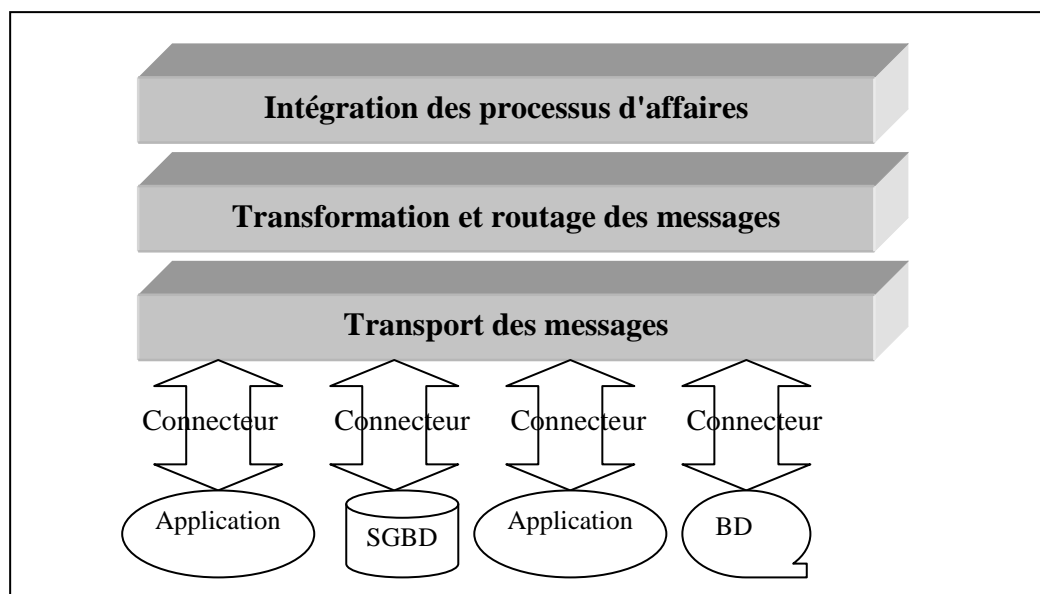 Intégration des processus d'affaires
Transformation et routage des messages
Transport des messages
Connecteur Connecteur Connecteur Connecteur
Application SGBD Application BD